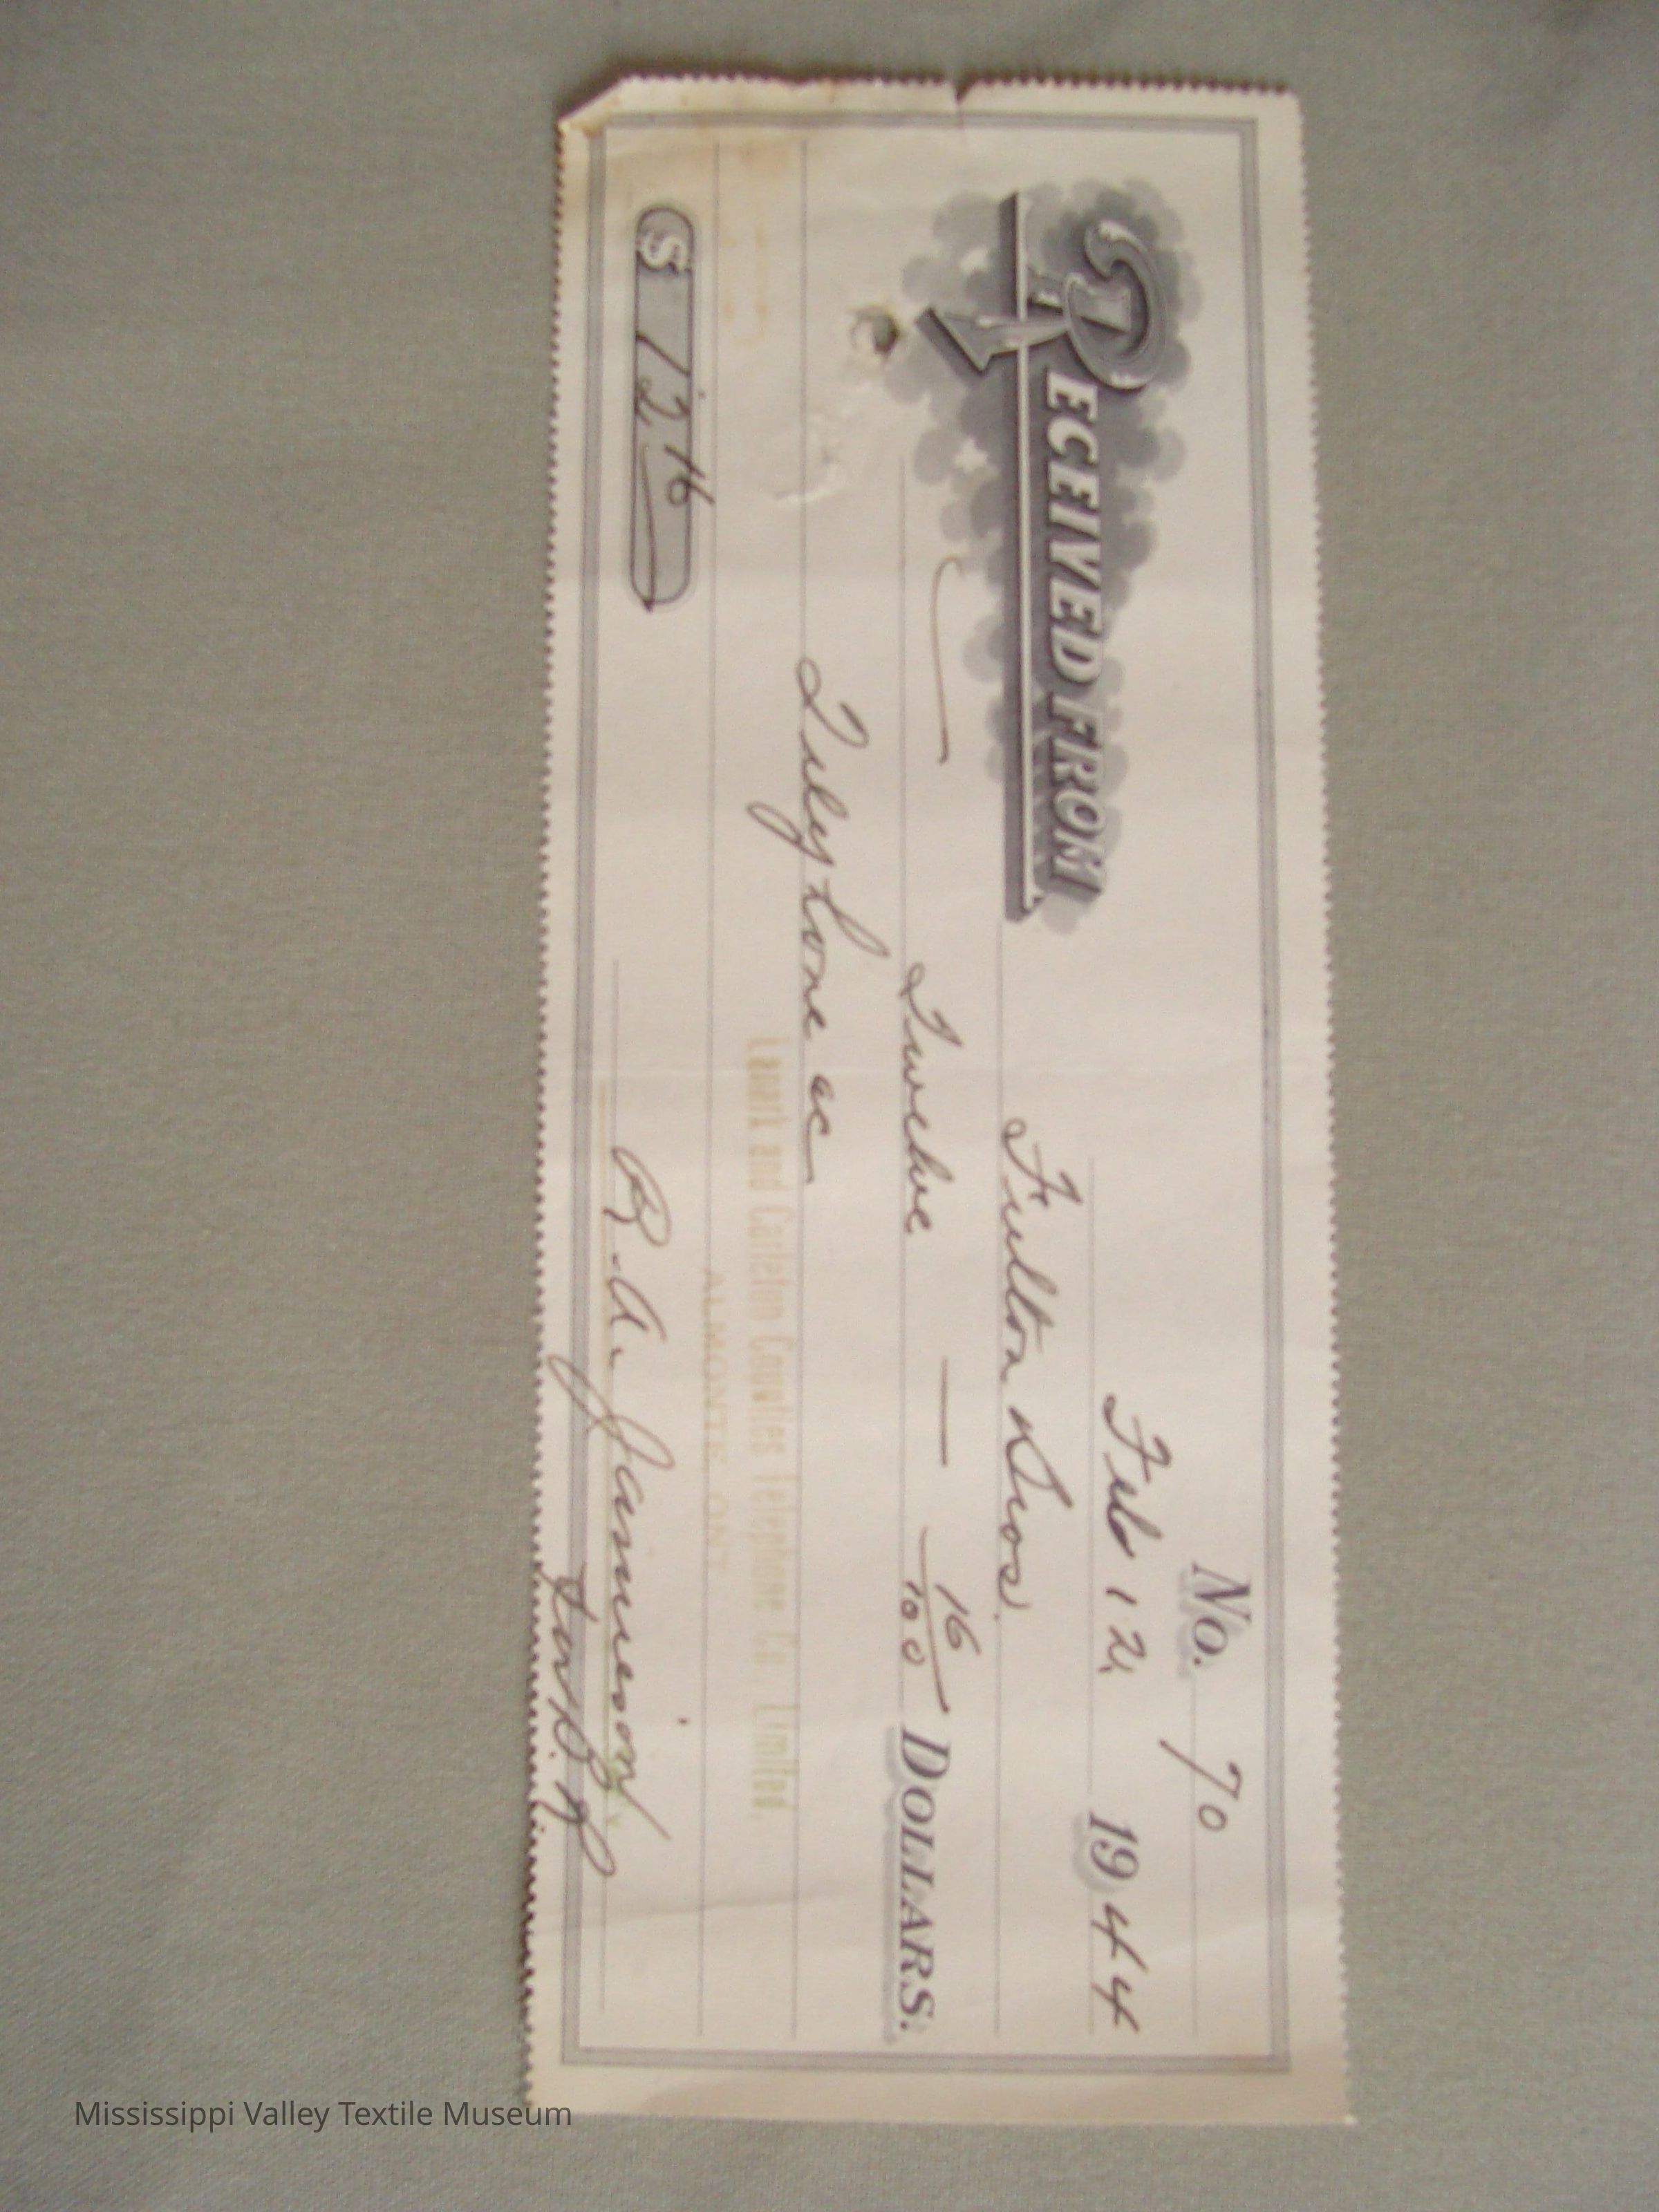 No. 70
Feb 12 1944
RECEIVED FROM Fulton Bros.
Twelve — 16/100 DOLLARS.
Telephone ac
Lanark and Carleton Counties Telephone Co. Limited
ALMONTE ONT
$ 12.16
R.A. Jamieson
Mississippi Valley Textile Museum